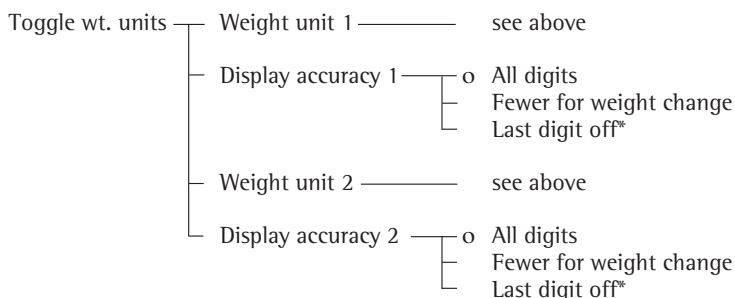 Toggle wt. units Weight unit 1 see above
Display accuracy 1 o All digits
Fewer for weight change
Last digit off*
Weight unit 2 see above
Display accuracy 2 o All digits
Fewer for weight change
Last digit off*